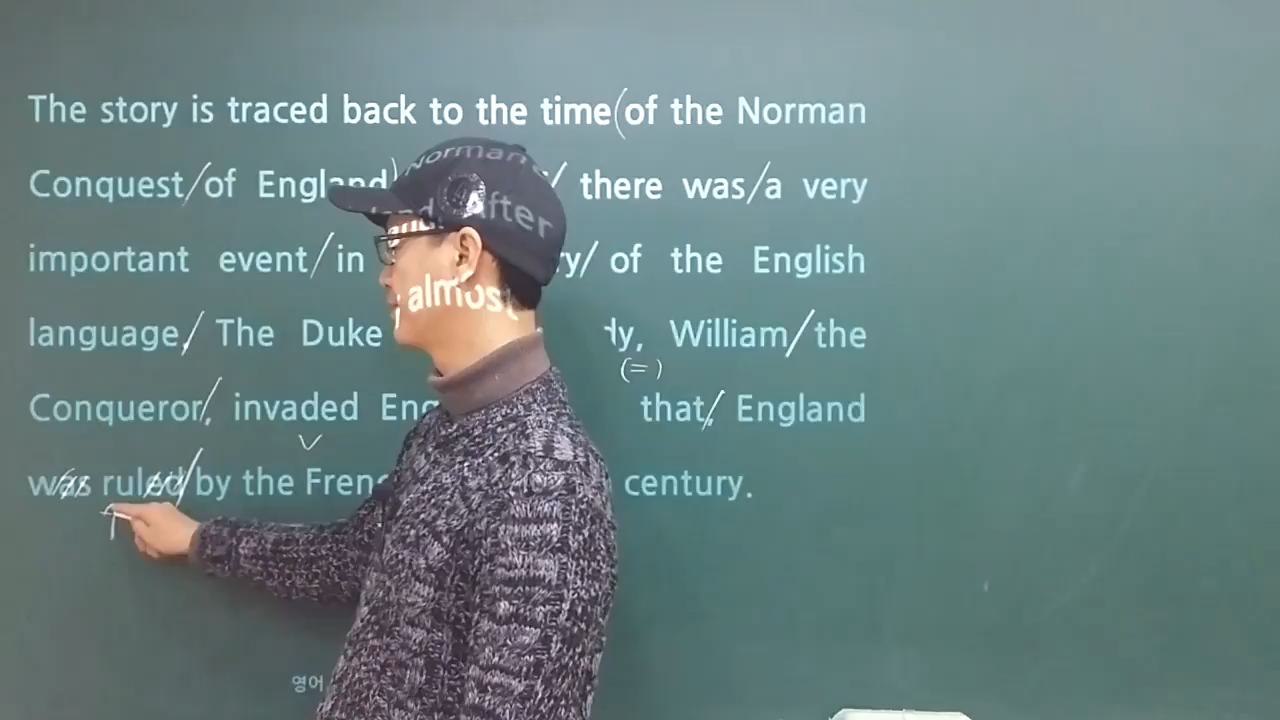 The story is traced back to the time (of the Norman
Conquest/of England) / there was/a very
important event/in /of the English
language, / The Duke William/the
(=)
Conqueror, / invaded that, / England
was ruled/by the century.
Norman
After
almost
영어